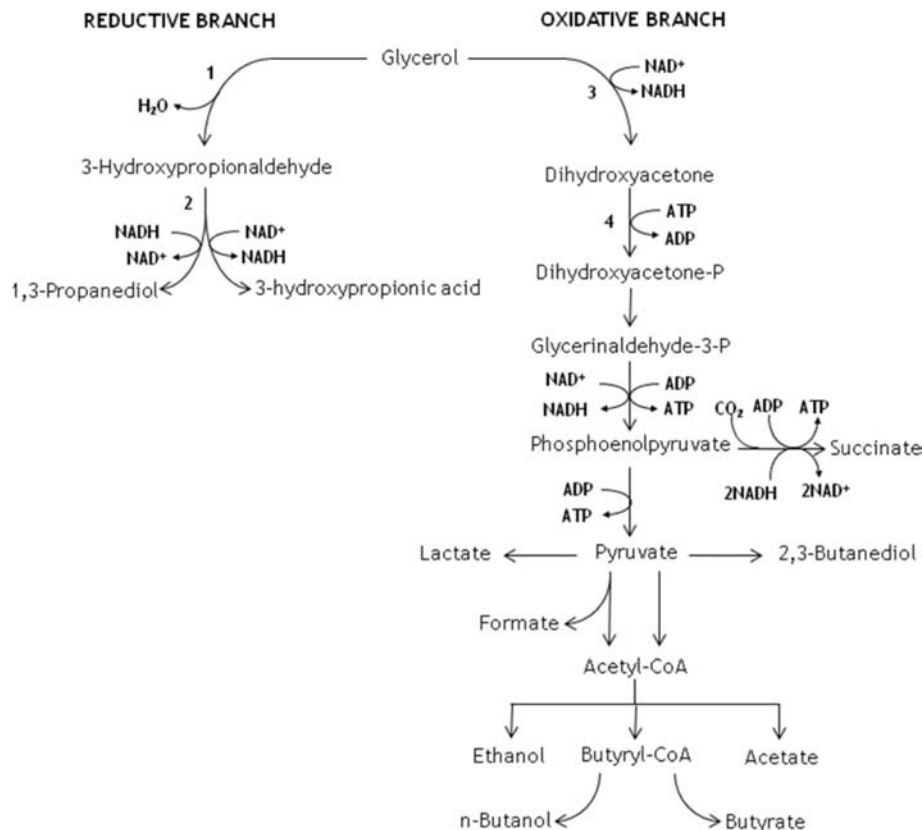 REDUCTIVE BRANCH
OXIDATIVE BRANCH
Glycerol
1
H₂O
3
NAD⁺
NADH
3-Hydroxypropionaldehyde
Dihydroxyacetone
2
NADH
NAD⁺
NAD⁺
NADH
4
ATP
ADP
1,3-Propanediol
3-hydroxypropionic acid
Dihydroxyacetone-P
Glycerinaldehyde-3-P
NAD⁺
NADH
ADP
ATP
CO₂
ADP
ATP
Phosphoenolpyruvate
Succinate
2NADH
2NAD⁺
ADP
ATP
Lactate
Pyruvate
2,3-Butanediol
Formate
Acetyl-CoA
Ethanol
Butyryl-CoA
Acetate
n-Butanol
Butyrate